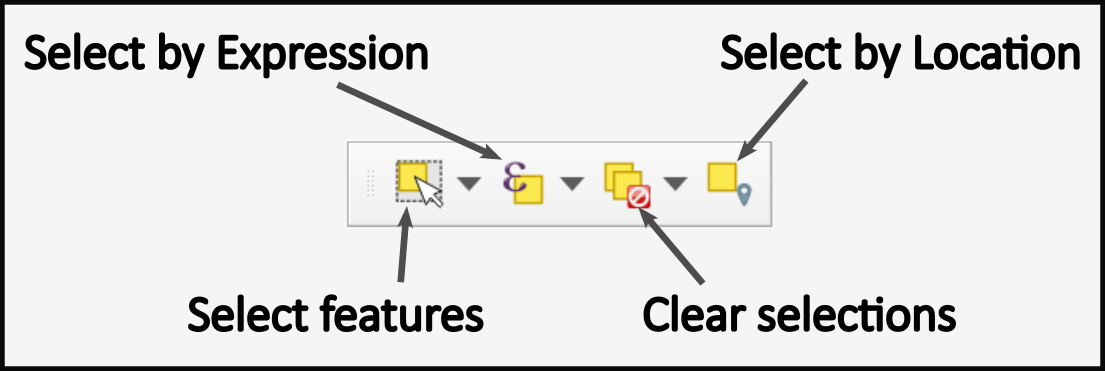 Select by Expression
Select by Location
Select features
Clear selections